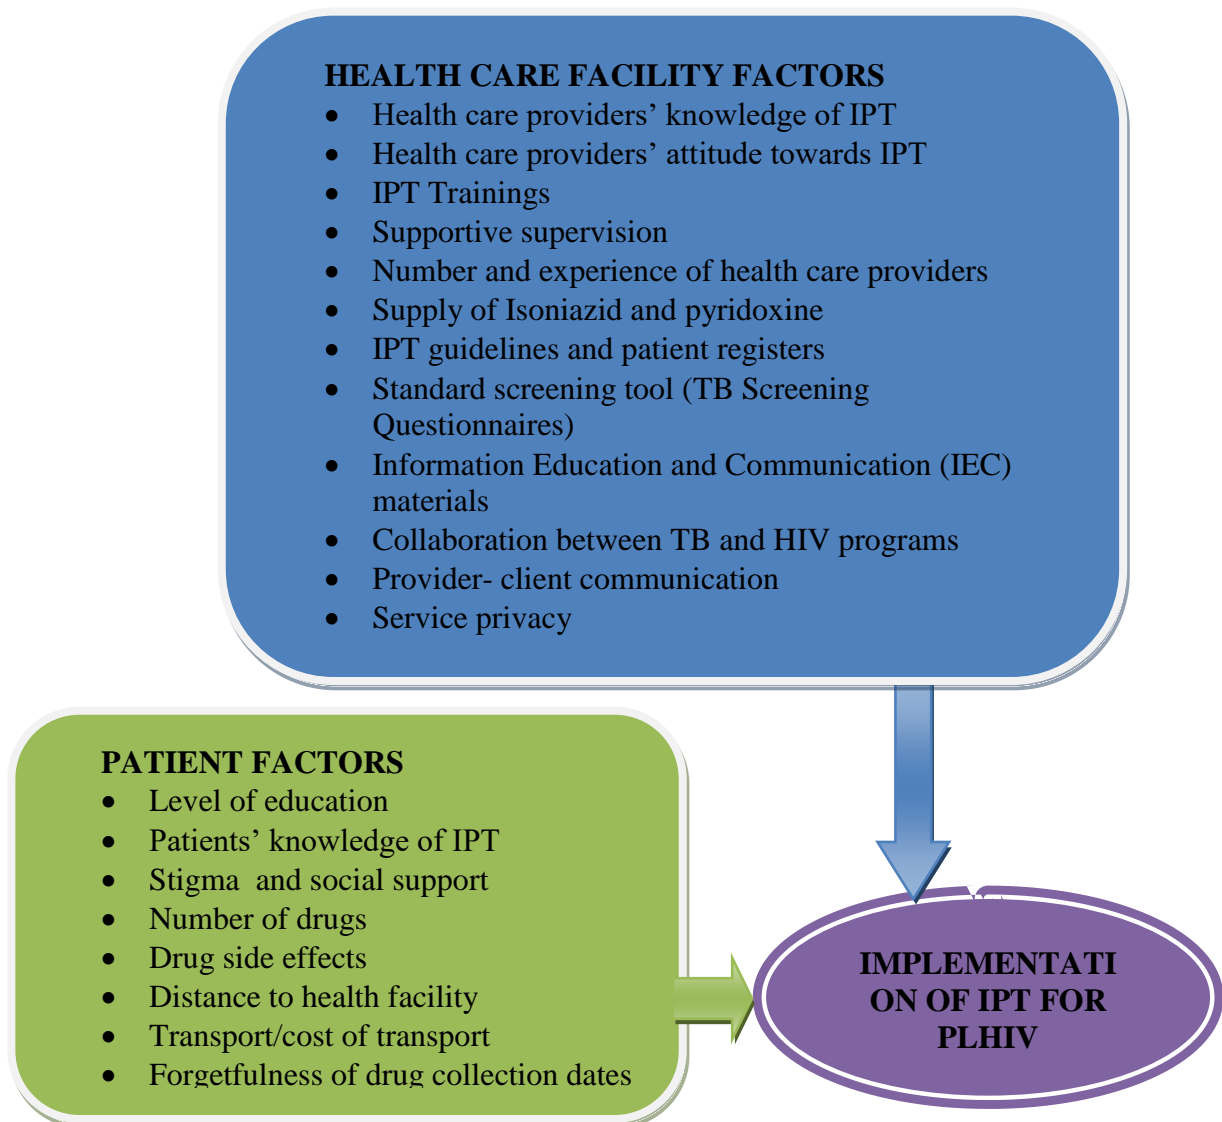 HEALTH CARE FACILITY FACTORS
• Health care providers’ knowledge of IPT
• Health care providers’ attitude towards IPT
• IPT Trainings
• Supportive supervision
• Number and experience of health care providers
• Supply of Isoniazid and pyridoxine
• IPT guidelines and patient registers
• Standard screening tool (TB Screening
Questionnaires)
• Information Education and Communication (IEC)
materials
• Collaboration between TB and HIV programs
• Provider- client communication
• Service privacy
PATIENT FACTORS
• Level of education
• Patients’ knowledge of IPT
• Stigma  and social support
• Number of drugs
• Drug side effects
• Distance to health facility
• Transport/cost of transport
• Forgetfulness of drug collection dates
IMPLEMENTATI
ON OF IPT FOR
PLHIV